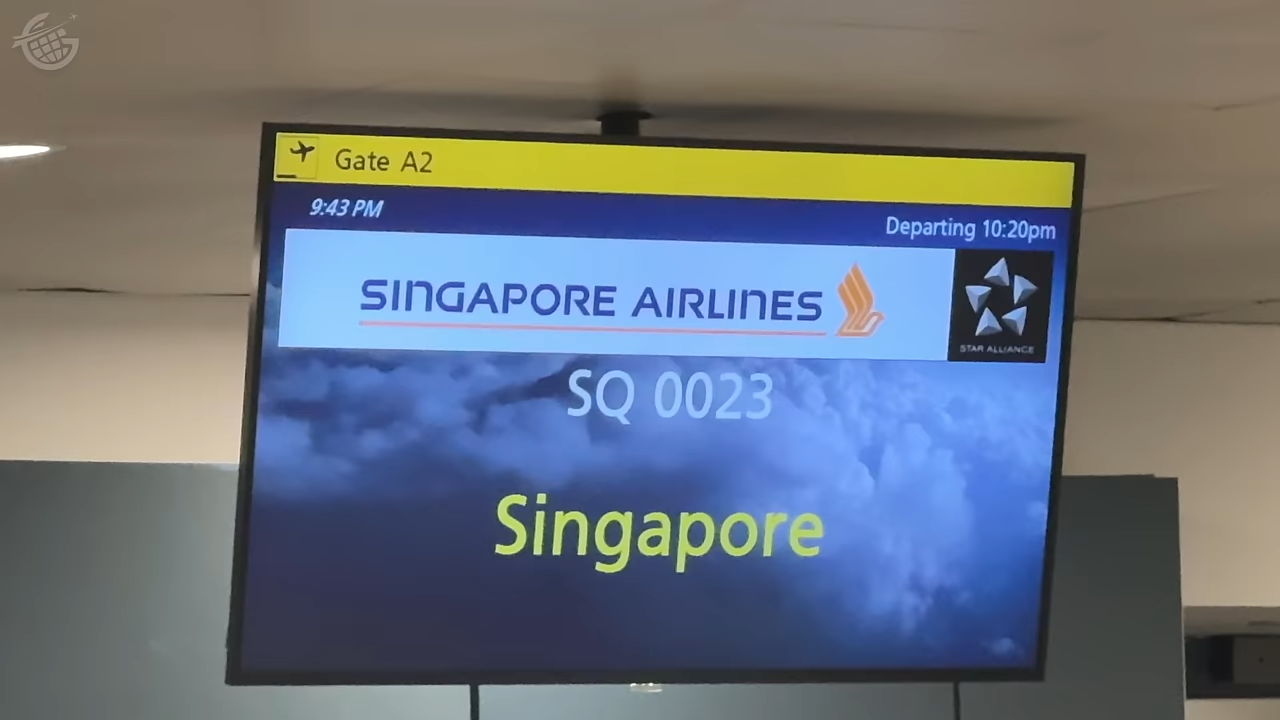 Gate A2
9:43 PM
Departing 10:20pm
SINGAPORE AIRLINES
STAR ALLIANCE
SQ 0023
Singapore